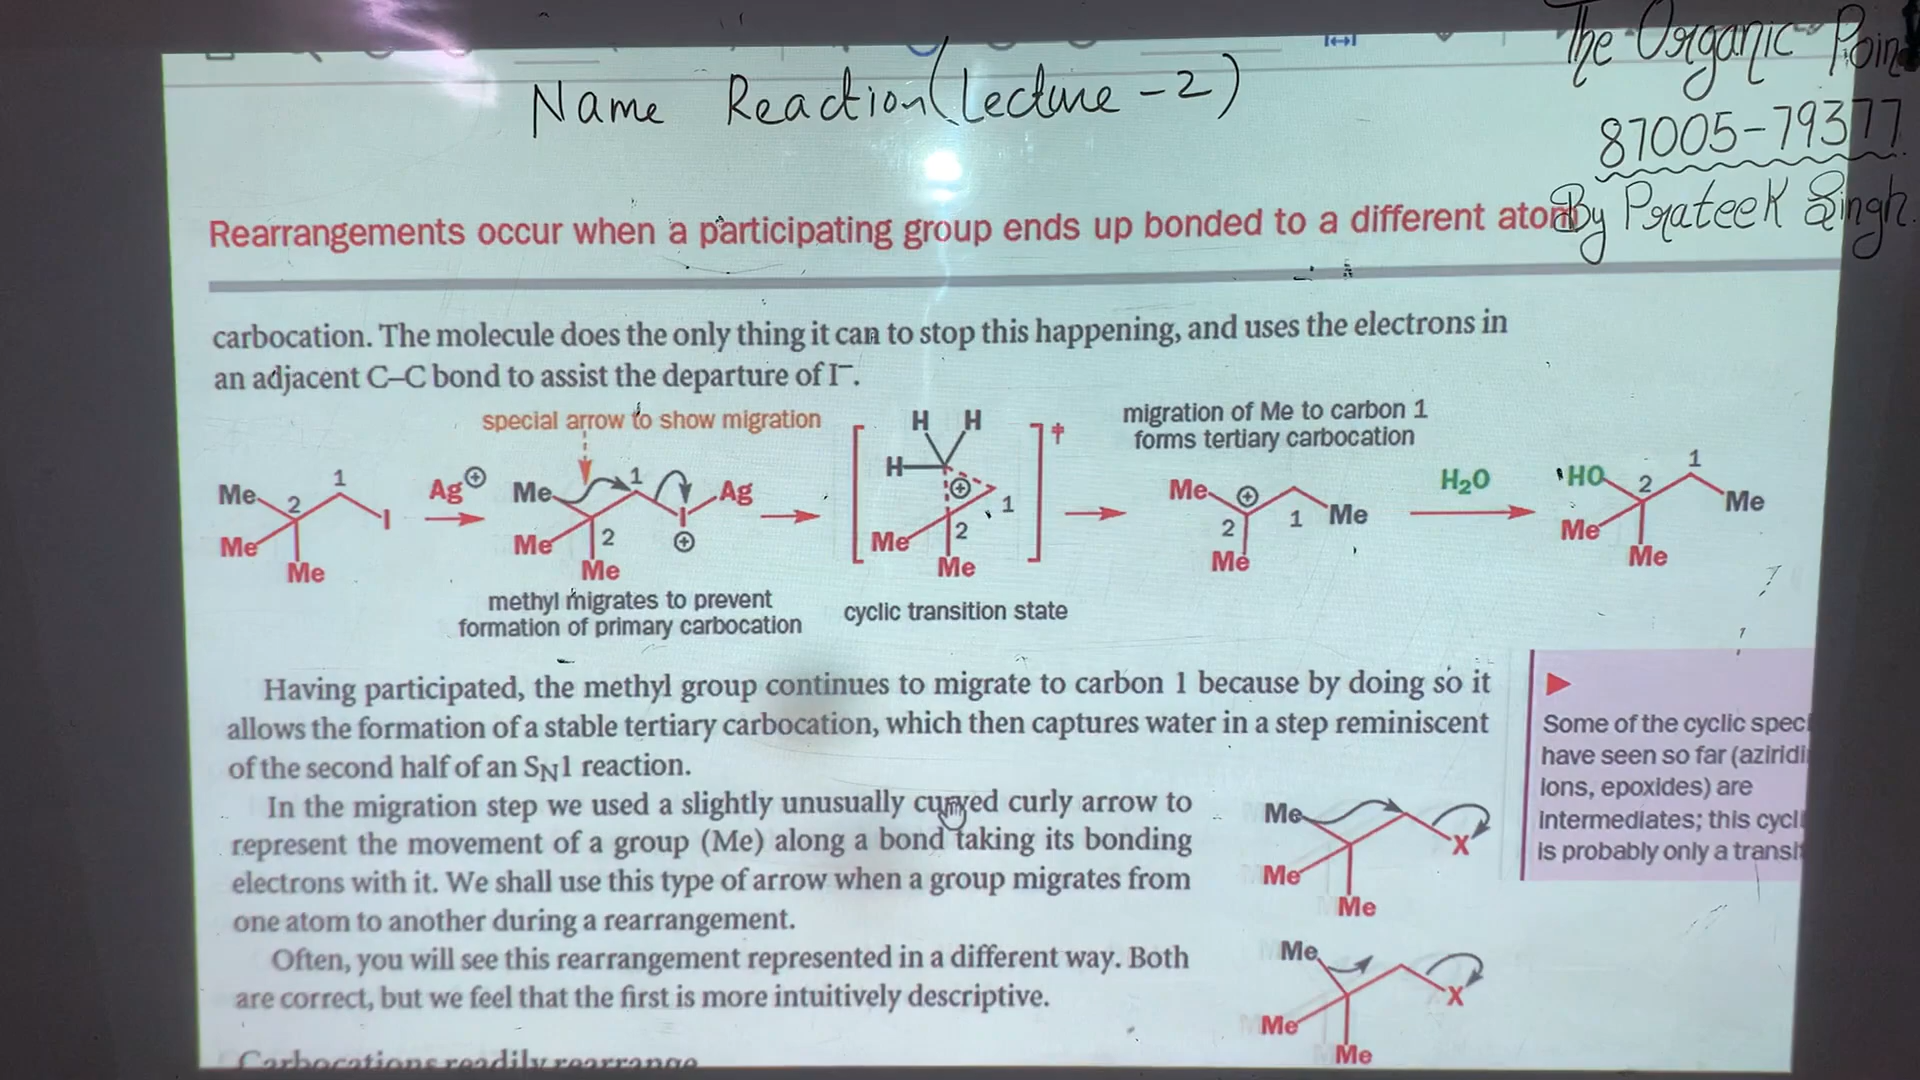 The Organic Poin
Name Reaction (Lecture - 2)
87005-79377
By Prateek Singh.
Rearrangements occur when a participating group ends up bonded to a different atom
carbocation. The molecule does the only thing it can to stop this happening, and uses the electrons in
an adjacent C–C bond to assist the departure of I⁻.
special arrow to show migration
migration of Me to carbon 1
forms tertiary carbocation
Me 2 1 I Me Me
Ag⊕
Me 1 Ag Me 2 Me I ⊕
H H H ⊕ 1 2 Me Me ‡
Me ⊕ 2 1 Me Me
H₂O
HO 2 1 Me Me Me
methyl migrates to prevent
formation of primary carbocation
cyclic transition state
Having participated, the methyl group continues to migrate to carbon 1 because by doing so it
allows the formation of a stable tertiary carbocation, which then captures water in a step reminiscent
of the second half of an SN1 reaction.
In the migration step we used a slightly unusually curved curly arrow to
represent the movement of a group (Me) along a bond taking its bonding
electrons with it. We shall use this type of arrow when a group migrates from
one atom to another during a rearrangement.
Often, you will see this rearrangement represented in a different way. Both
are correct, but we feel that the first is more intuitively descriptive.
Me X
Me
Me
Me X
Me
Me
Some of the cyclic speci
have seen so far (aziridi
ions, epoxides) are
intermediates; this cycli
is probably only a transit
Carbocations readily rearrange